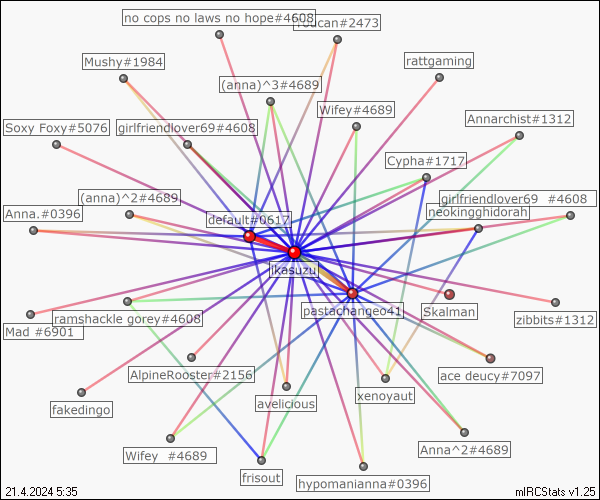 no cops no laws no hope#4608
Toucan#2473
Mushy#1984
rattgaming
(anna)^3#4689
Wifey#4689
Annarchist#1312
Soxy Foxy#5076
girlfriendlover69#4608
Cypha#1717
(anna)^2#4689
girlfriendlover69 #4608
Anna.#0396
default#0617
neokingghidorah
ikasuzu
pastachangeo41
Skalman
zibbits#1312
Mad #6901
ramshackle gorey#4608
AlpineRooster#2156
ace deucy#7097
fakedingo
avelicious
xenoyaut
Wifey #4689
Anna^2#4689
frisout
hypomanianna#0396
21.4.2024 5:35
mIRCStats v1.25